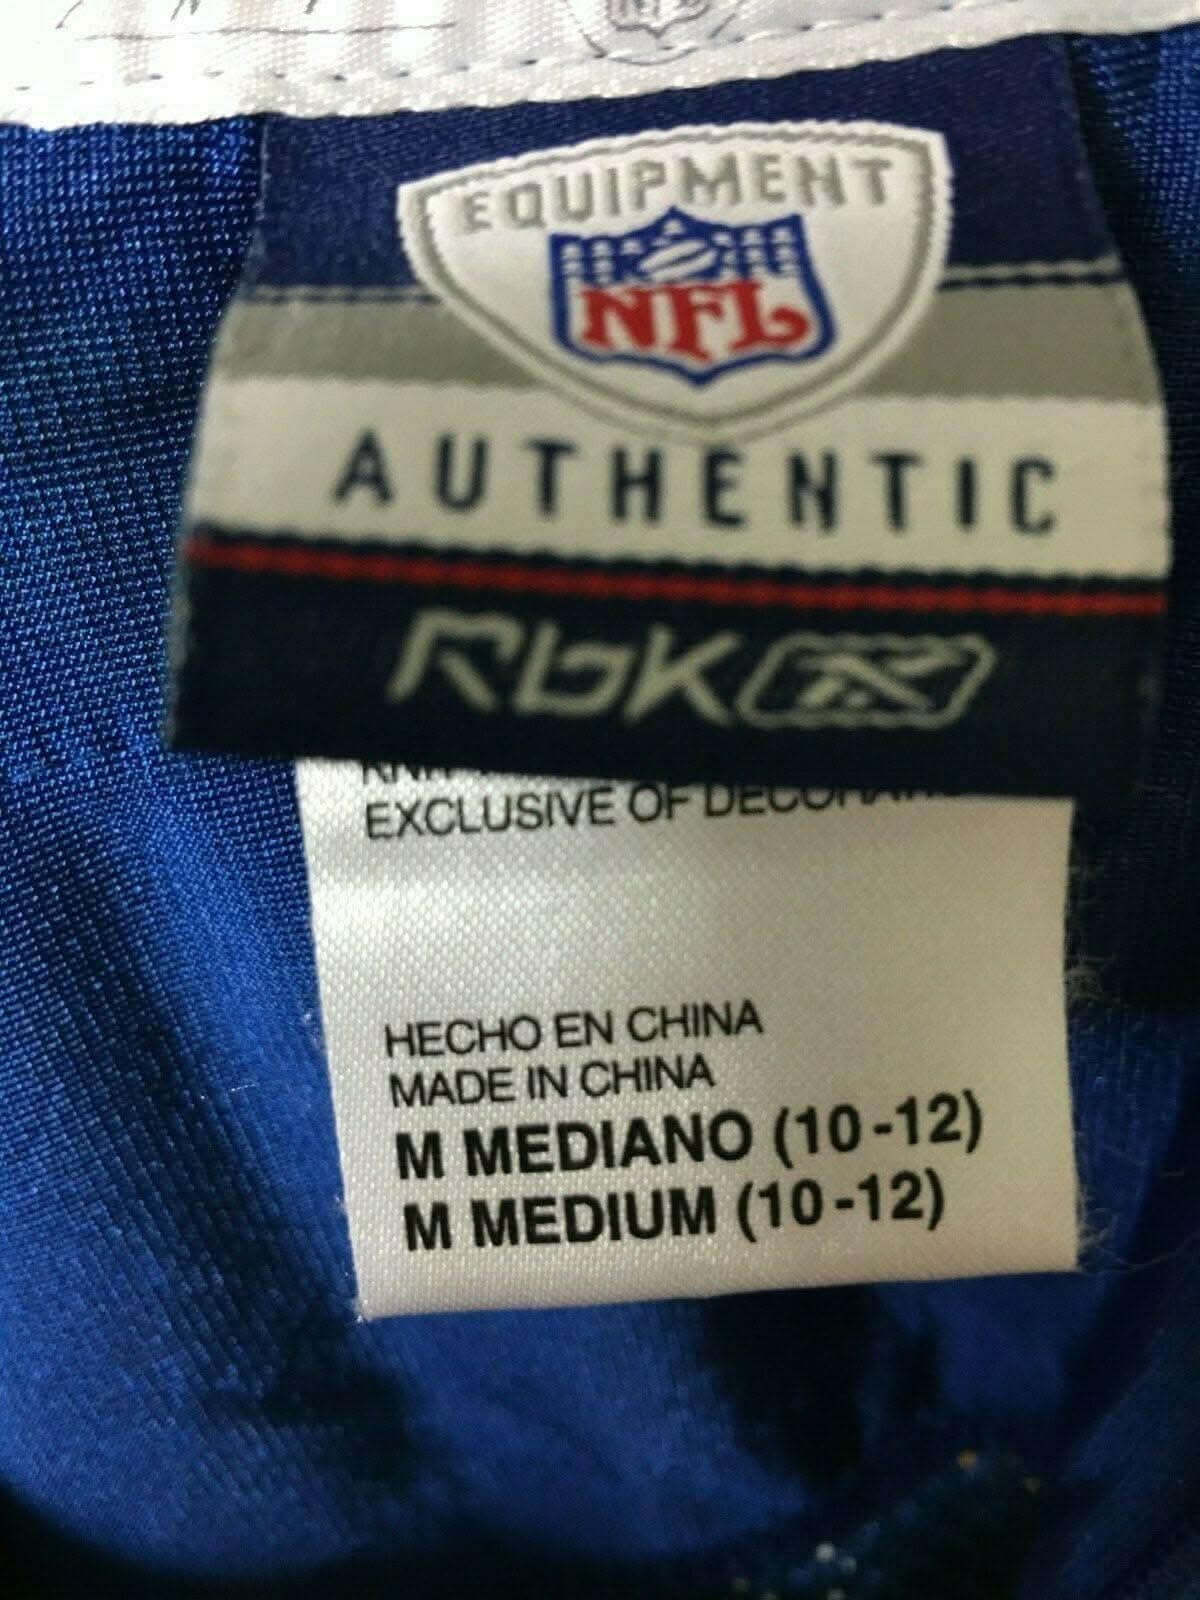 EQUIPMENT
NFL
AUTHENTIC
RbK
EXCLUSIVE OF
HECHO EN CHINA
MADE IN CHINA
M MEDIANO (10-12)
M MEDIUM (10-12)